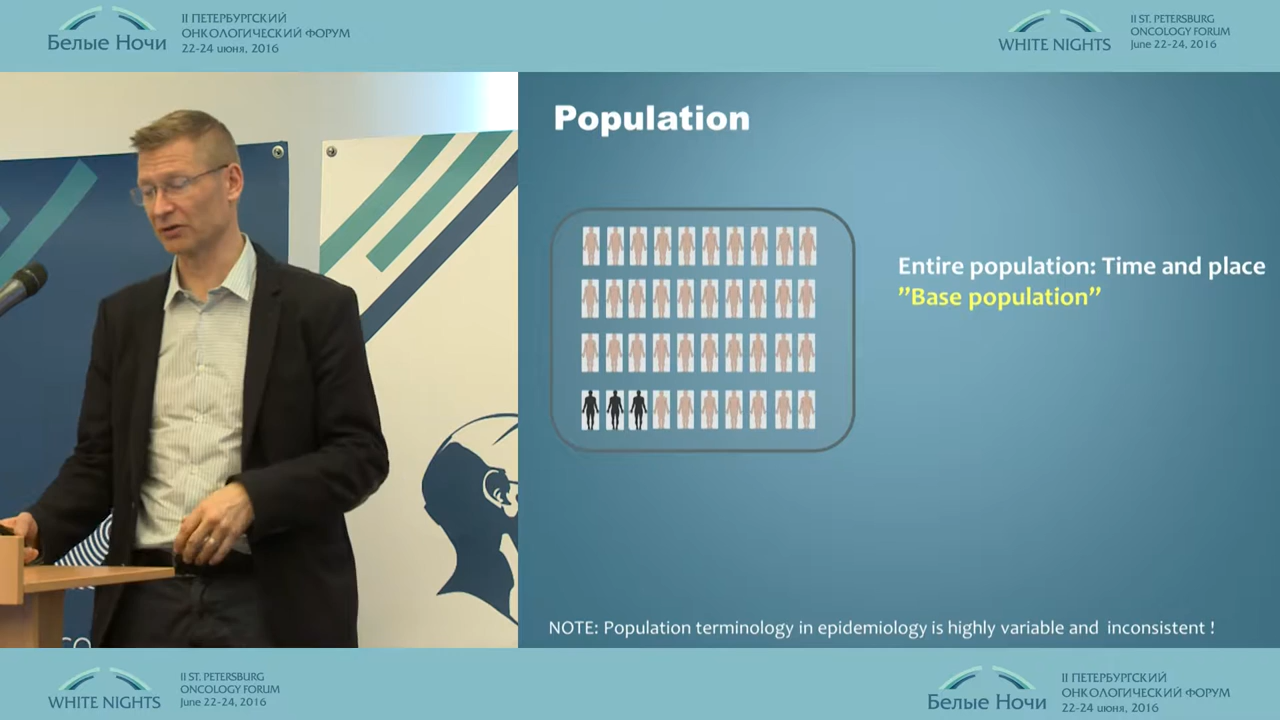 Белые Ночи
II ПЕТЕРБУРГСКИЙ
ОНКОЛОГИЧЕСКИЙ ФОРУМ
22-24 июня, 2016
WHITE NIGHTS
II ST. PETERSBURG
ONCOLOGY FORUM
June 22-24, 2016
Population
Entire population: Time and place
”Base population”
NOTE: Population terminology in epidemiology is highly variable and inconsistent !
WHITE NIGHTS
II ST. PETERSBURG
ONCOLOGY FORUM
June 22-24, 2016
Белые Ночи
II ПЕТЕРБУРГСКИЙ
ОНКОЛОГИЧЕСКИЙ ФОРУМ
22-24 июня, 2016